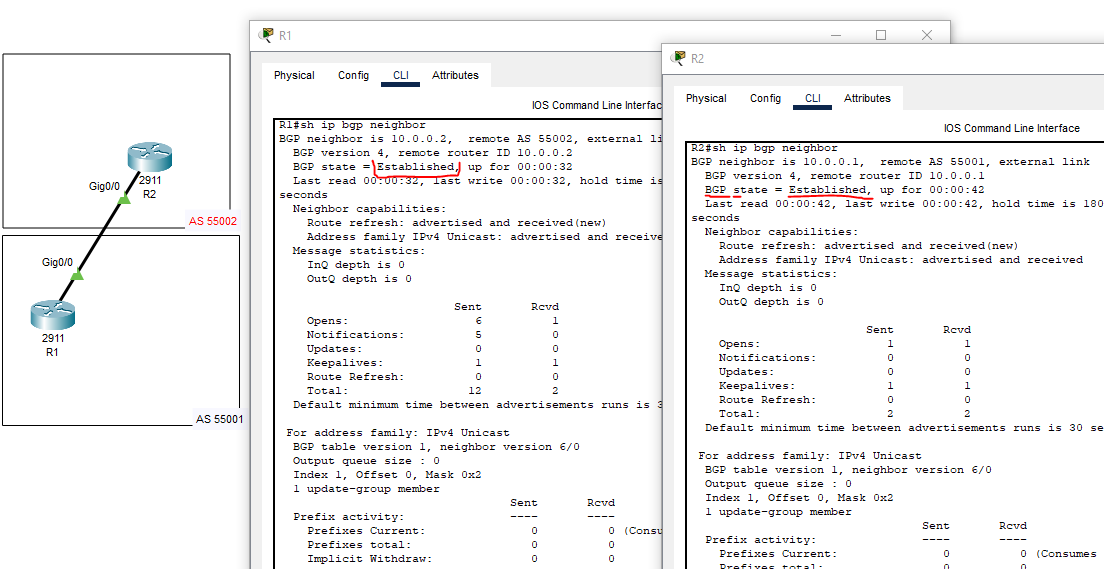 Gig0/0
2911
R2
AS 55002
Gig0/0
2911
R1
AS 55001
R1
Physical Config CLI Attributes
IOS Command Line Interfac
R1#sh ip bgp neighbor
BGP neighbor is 10.0.0.2,  remote AS 55002, external li
BGP version 4, remote router ID 10.0.0.2
BGP state = Established, up for 00:00:32
Last read 00:00:32, last write 00:00:32, hold time is
seconds
Neighbor capabilities:
Route refresh: advertised and received(new)
Address family IPv4 Unicast: advertised and receive
Message statistics:
InQ depth is 0
OutQ depth is 0
Sent Rcvd
Opens: 6 1
Notifications: 5 0
Updates: 0 0
Keepalives: 1 1
Route Refresh: 0 0
Total: 12 2
Default minimum time between advertisements runs is 3
For address family: IPv4 Unicast
BGP table version 1, neighbor version 6/0
Output queue size : 0
Index 1, Offset 0, Mask 0x2
1 update-group member
Sent Rcvd
Prefix activity: ---- ----
Prefixes Current: 0 0 (Consu
Prefixes total: 0 0
Implicit Withdraw: 0 0
R2
Physical Config CLI Attributes
IOS Command Line Interface
R2#sh ip bgp neighbor
BGP neighbor is 10.0.0.1,  remote AS 55001, external link
BGP version 4, remote router ID 10.0.0.1
BGP state = Established, up for 00:00:42
Last read 00:00:42, last write 00:00:42, hold time is 180
seconds
Neighbor capabilities:
Route refresh: advertised and received(new)
Address family IPv4 Unicast: advertised and received
Message statistics:
InQ depth is 0
OutQ depth is 0
Sent Rcvd
Opens: 1 1
Notifications: 0 0
Updates: 0 0
Keepalives: 1 1
Route Refresh: 0 0
Total: 2 2
Default minimum time between advertisements runs is 30 se
For address family: IPv4 Unicast
BGP table version 1, neighbor version 6/0
Output queue size : 0
Index 1, Offset 0, Mask 0x2
1 update-group member
Sent Rcvd
Prefix activity: ---- ----
Prefixes Current: 0 0 (Consumes
Prefixes total: 0 0